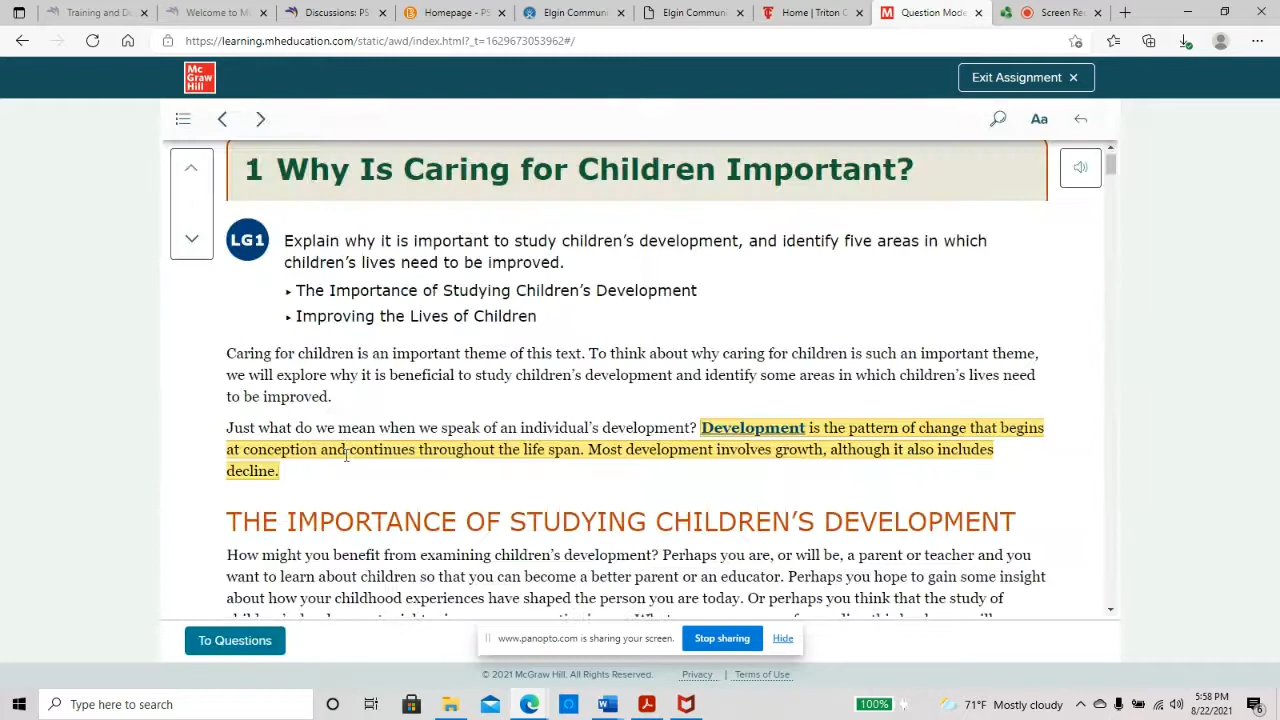 Training and De
Welcome to M
Discussions: PS
Homepage - PS
Elgin Commun
Elgin Commun
Home | Triton C
Question Mode
Screen Rec
https://learning.mheducation.com/static/awd/index.html?_t=1629673053962#/
Mc
Graw
Hill
Exit Assignment ×
Aa
1 Why Is Caring for Children Important?
LG1
Explain why it is important to study children's development, and identify five areas in which
children's lives need to be improved.
▸ The Importance of Studying Children's Development
▸ Improving the Lives of Children
Caring for children is an important theme of this text. To think about why caring for children is such an important theme,
we will explore why it is beneficial to study children's development and identify some areas in which children's lives need
to be improved.
Just what do we mean when we speak of an individual's development? Development is the pattern of change that begins
at conception and continues throughout the life span. Most development involves growth, although it also includes
decline.
THE IMPORTANCE OF STUDYING CHILDREN'S DEVELOPMENT
How might you benefit from examining children's development? Perhaps you are, or will be, a parent or teacher and you
want to learn about children so that you can become a better parent or an educator. Perhaps you hope to gain some insight
about how your childhood experiences have shaped the person you are today. Or perhaps you think that the study of
To Questions
www.panopto.com is sharing your screen.
Stop sharing
Hide
© 2021 McGraw Hill. All Rights Reserved.
Privacy | Terms of Use
Type here to search
100%
71°F Mostly cloudy
5:58 PM
8/22/2021
6